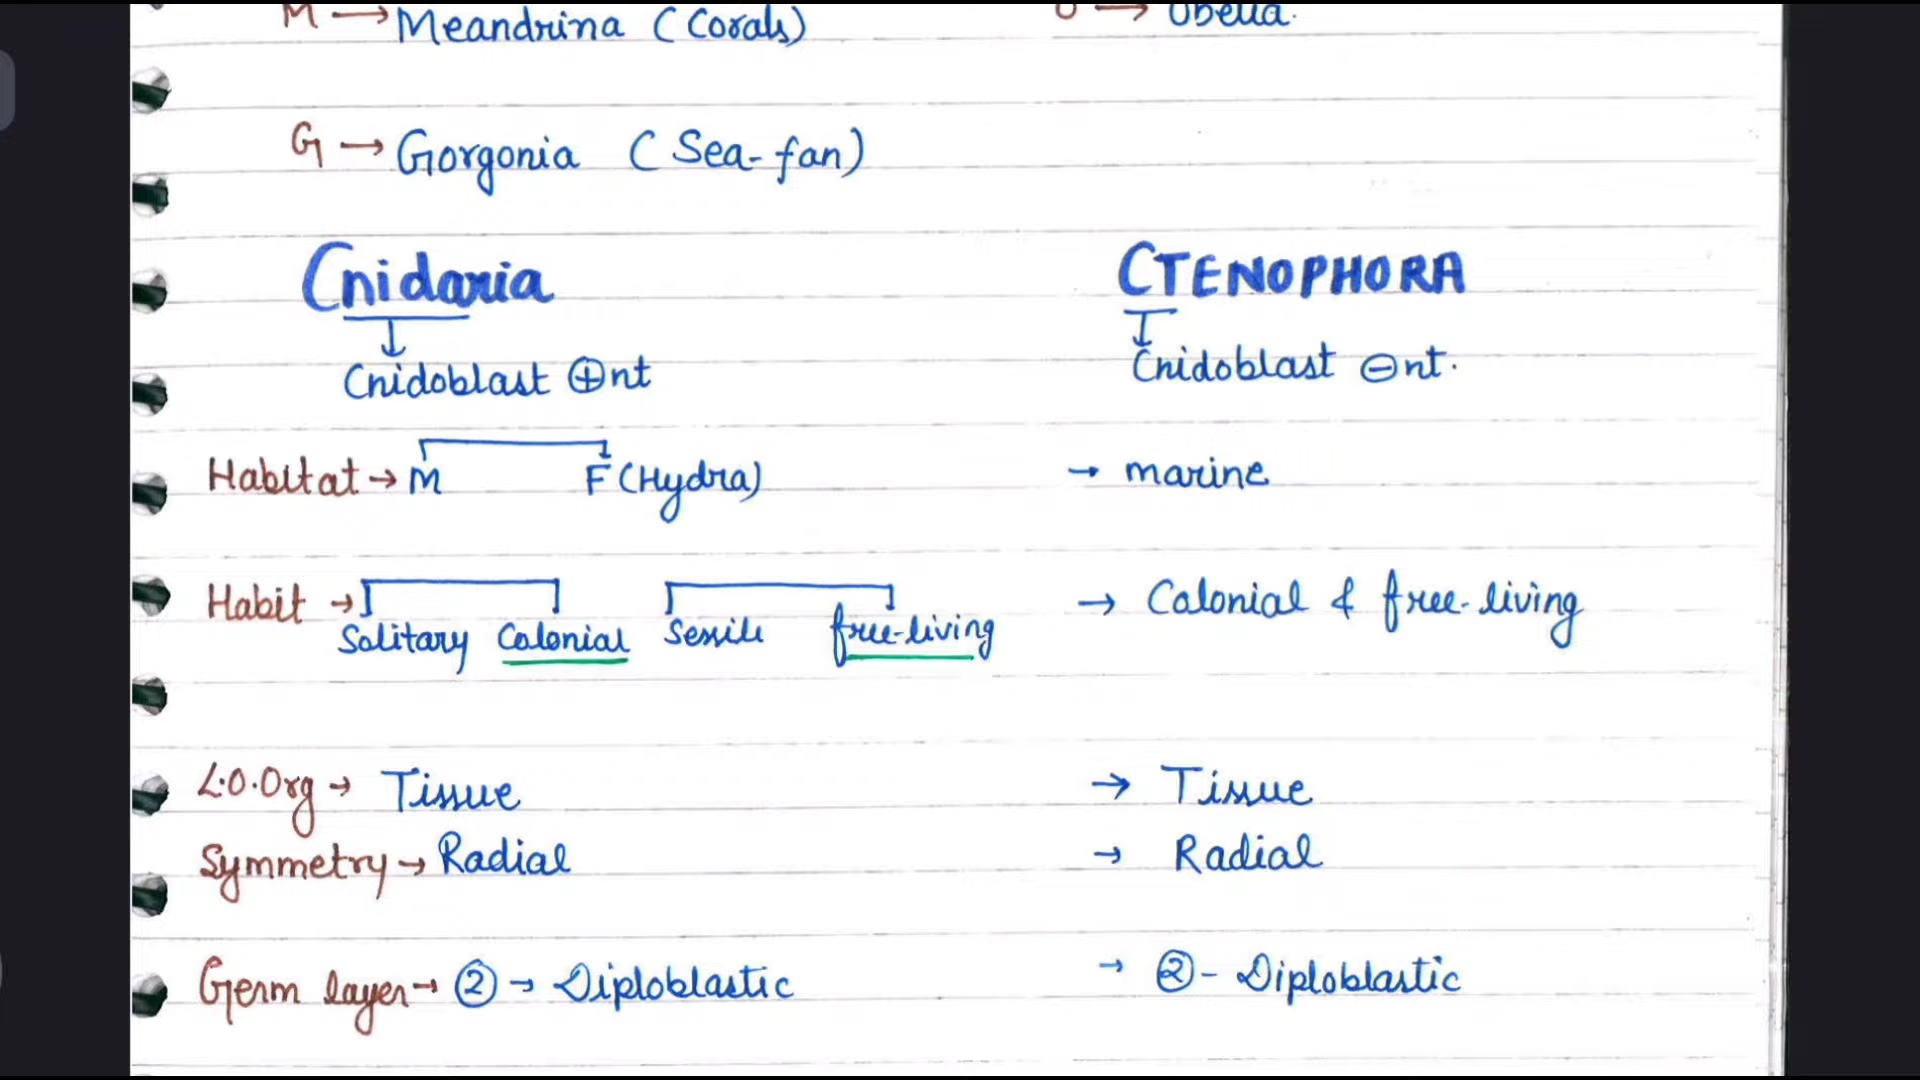 M → Meandrina (Corals) O → Obelia.
G → Gorgonia (Sea-fan)
Cnidaria CTENOPHORA
↓ ↓
Cnidoblast ⊕nt Cnidoblast ⊖nt.
Habitat → M F (Hydra) → marine
Habit → Solitary Colonial Sessile free-living → Colonial & free-living
L.O.Org → Tissue → Tissue
Symmetry → Radial → Radial
Germ layer → ② → Diploblastic → ② - Diploblastic